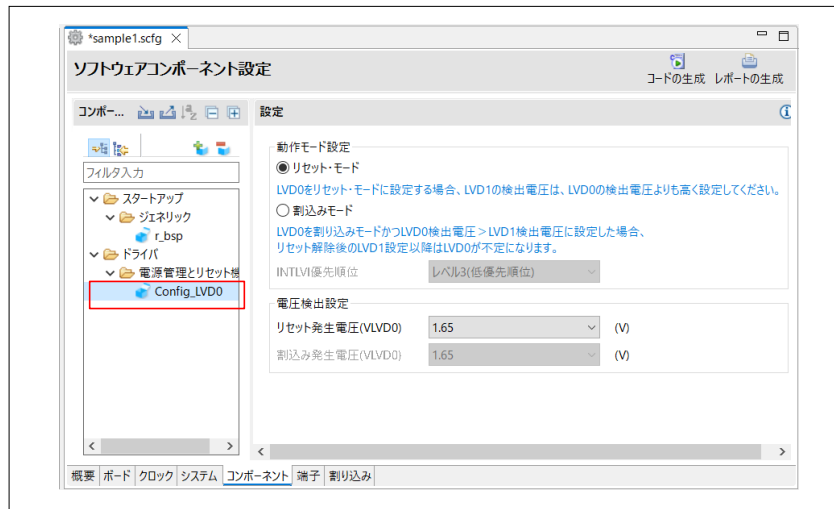 *sample1.scfg
ソフトウェアコンポーネント設定
コードの生成 レポートの生成
コンポー...
設定
フィルタ入力
スタートアップ
ジェネリック
r_bsp
ドライバ
電源管理とリセット機
Config_LVD0
動作モード設定
リセット・モード
LVD0をリセット・モードに設定する場合、LVD1の検出電圧は、LVD0の検出電圧よりも高く設定してください。
割込みモード
LVD0を割り込みモードかつLVD0検出電圧＞LVD1検出電圧に設定した場合、
リセット解除後のLVD1設定以降はLVD0が不定になります。
INTLVI優先順位 レベル3(低優先順位)
電圧検出設定
リセット発生電圧(VLVD0) 1.65 (V)
割込み発生電圧(VLVD0) 1.65 (V)
概要 ボード クロック システム コンポーネント 端子 割り込み